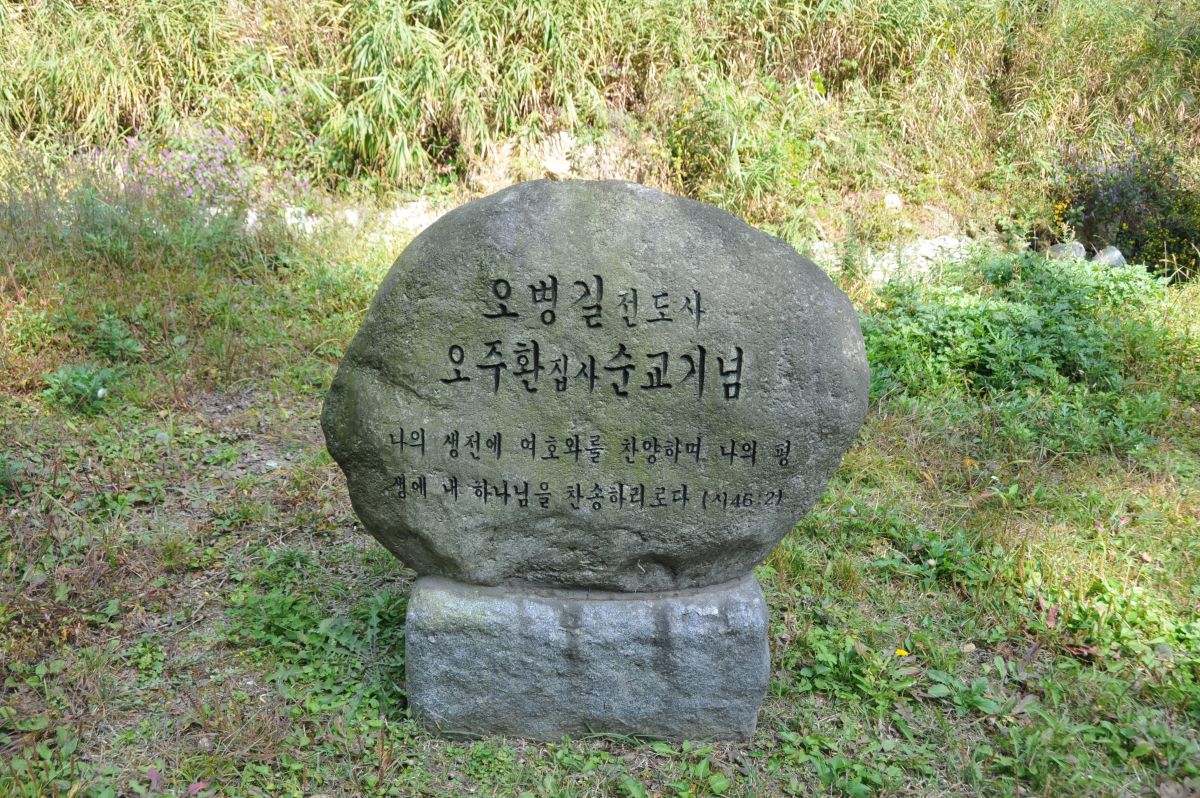 오병길 전도사
오주환 집사 순교기념
나의 생전에 여호와를 찬양하며 나의 평
생에 내 하나님을 찬송하리로다 (시46:2)